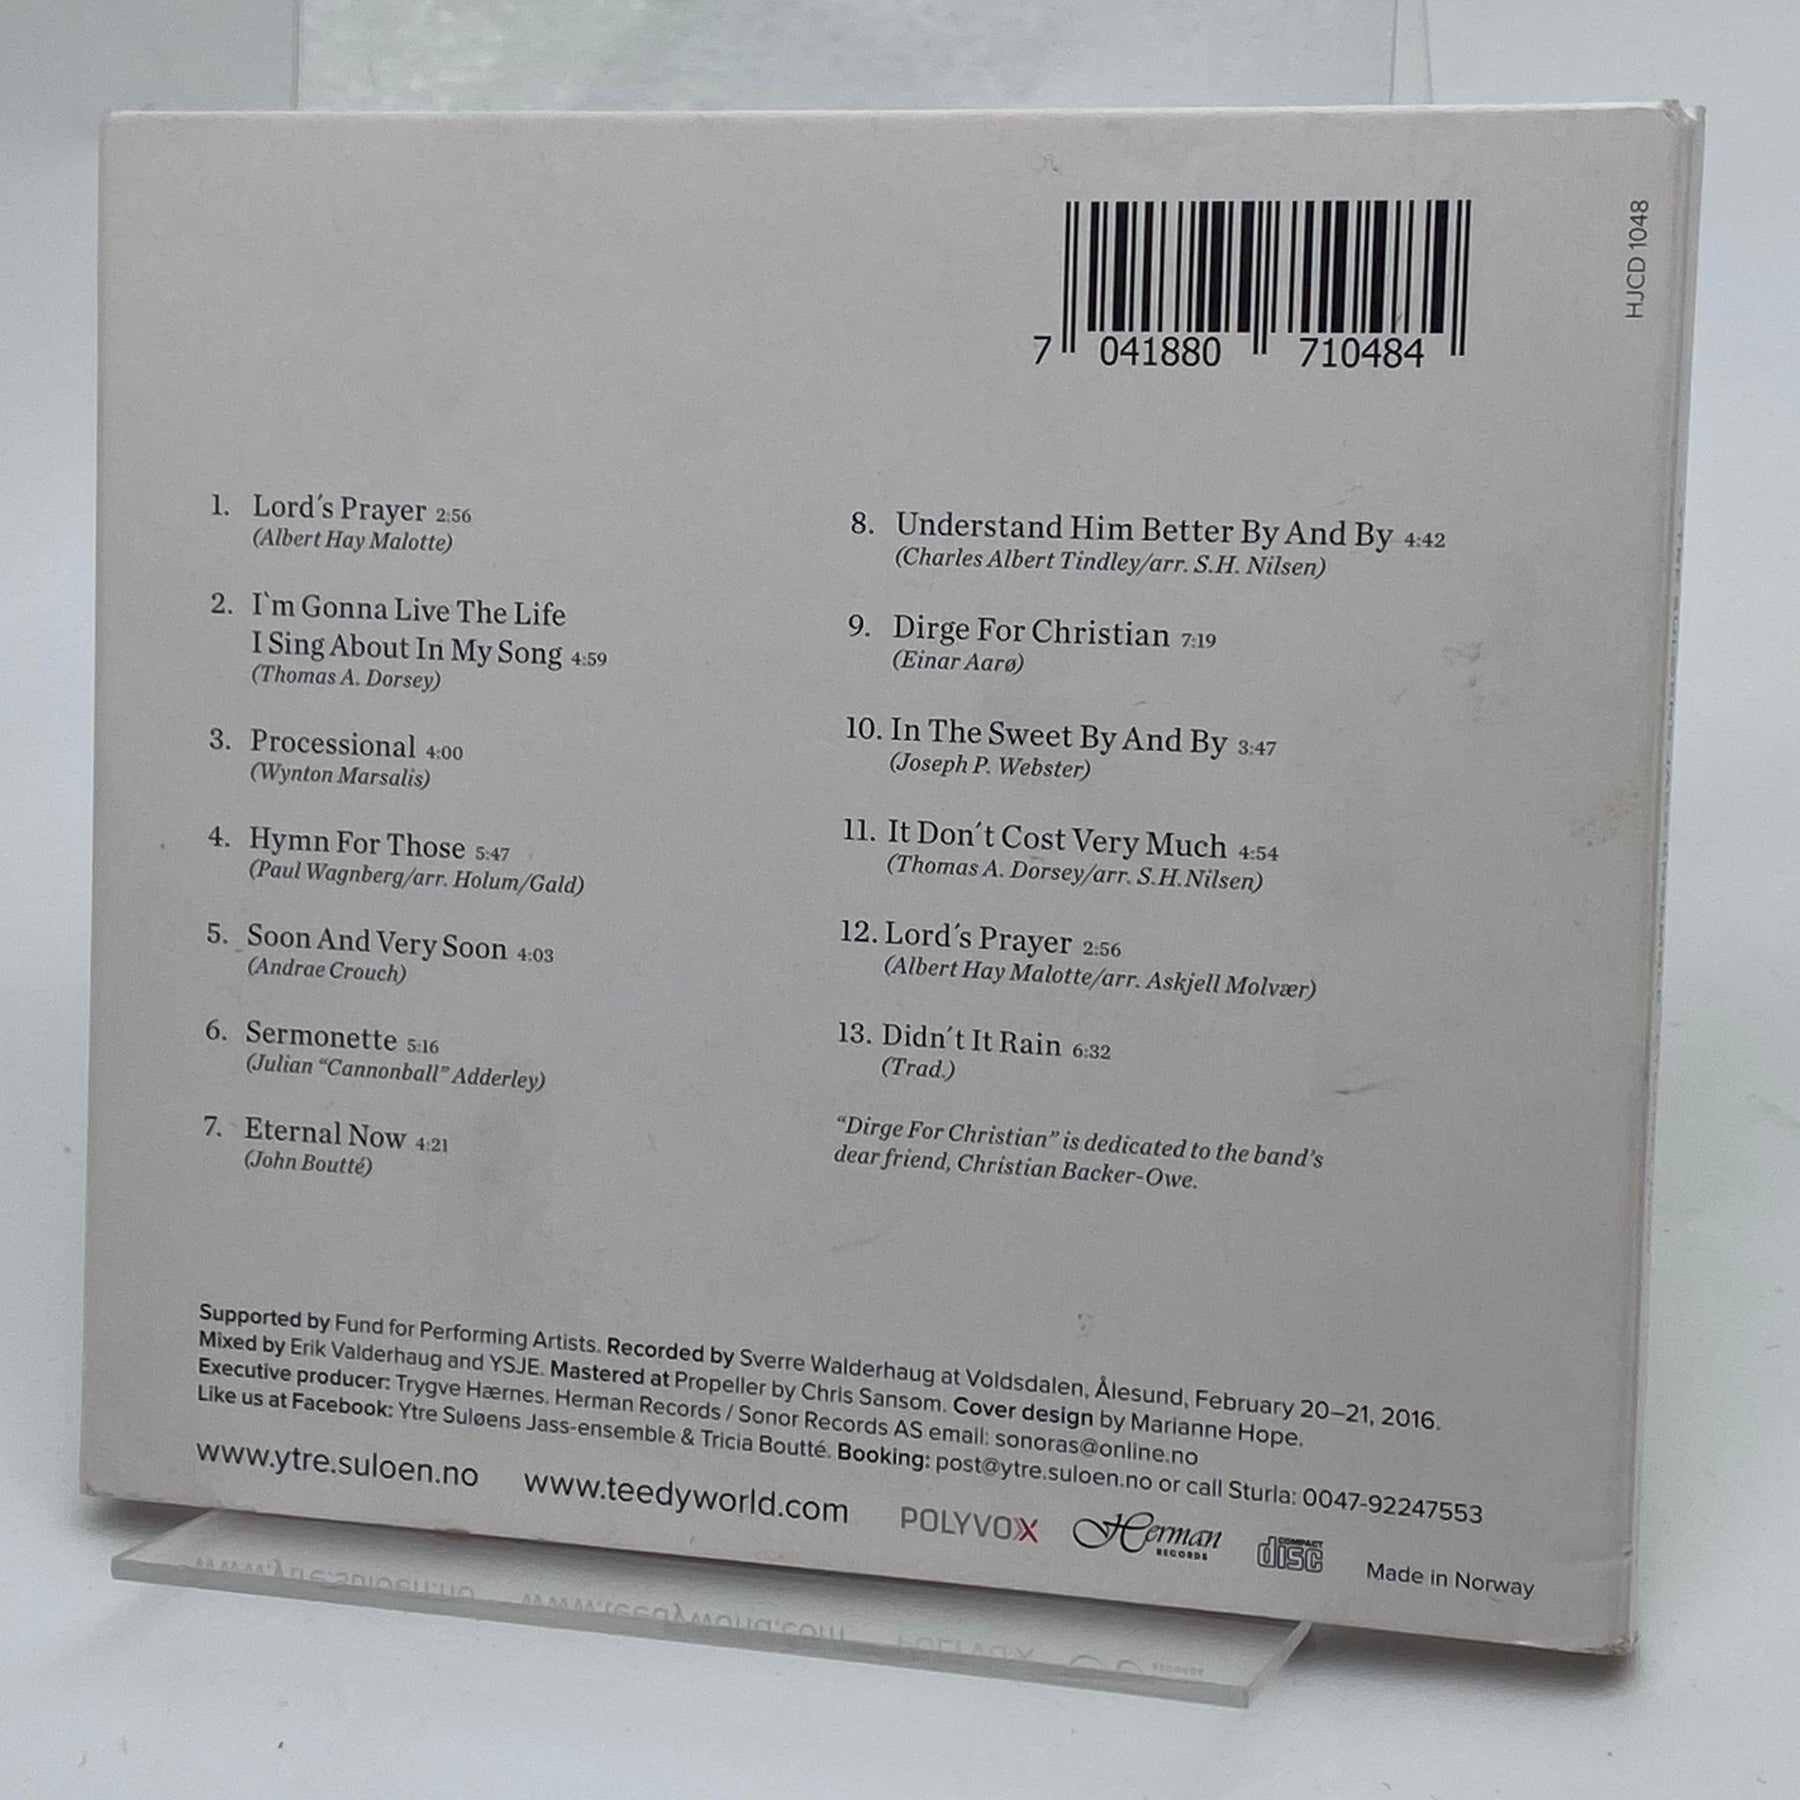 HJCD 1048
7 041880 710484
1. Lord´s Prayer 2:56
(Albert Hay Malotte)
2. I`m Gonna Live The Life
I Sing About In My Song 4:59
(Thomas A. Dorsey)
3. Processional 4:00
(Wynton Marsalis)
4. Hymn For Those 5:47
(Paul Wagnberg/arr. Holum/Gald)
5. Soon And Very Soon 4:03
(Andrae Crouch)
6. Sermonette 5:16
(Julian “Cannonball” Adderley)
7. Eternal Now 4:21
(John Boutté)
8. Understand Him Better By And By 4:42
(Charles Albert Tindley/arr. S.H. Nilsen)
9. Dirge For Christian 7:19
(Einar Aarø)
10. In The Sweet By And By 3:47
(Joseph P. Webster)
11. It Don´t Cost Very Much 4:54
(Thomas A. Dorsey/arr. S.H.Nilsen)
12. Lord´s Prayer 2:56
(Albert Hay Malotte/arr. Askjell Molvær)
13. Didn´t It Rain 6:32
(Trad.)
“Dirge For Christian” is dedicated to the band’s
dear friend, Christian Backer-Owe.
Supported by Fund for Performing Artists. Recorded by Sverre Walderhaug at Voldsdalen, Ålesund, February 20–21, 2016.
Mixed by Erik Valderhaug and YSJE. Mastered at Propeller by Chris Sansom. Cover design by Marianne Hope.
Executive producer: Trygve Hærnes. Herman Records / Sonor Records AS email: sonoras@online.no
Like us at Facebook: Ytre Suløens Jass-ensemble & Tricia Boutté. Booking: post@ytre.suloen.no or call Sturla: 0047-92247553
www.ytre.suloen.no www.teedyworld.com POLYVOX Herman RECORDS COMPACT disc Made in Norway